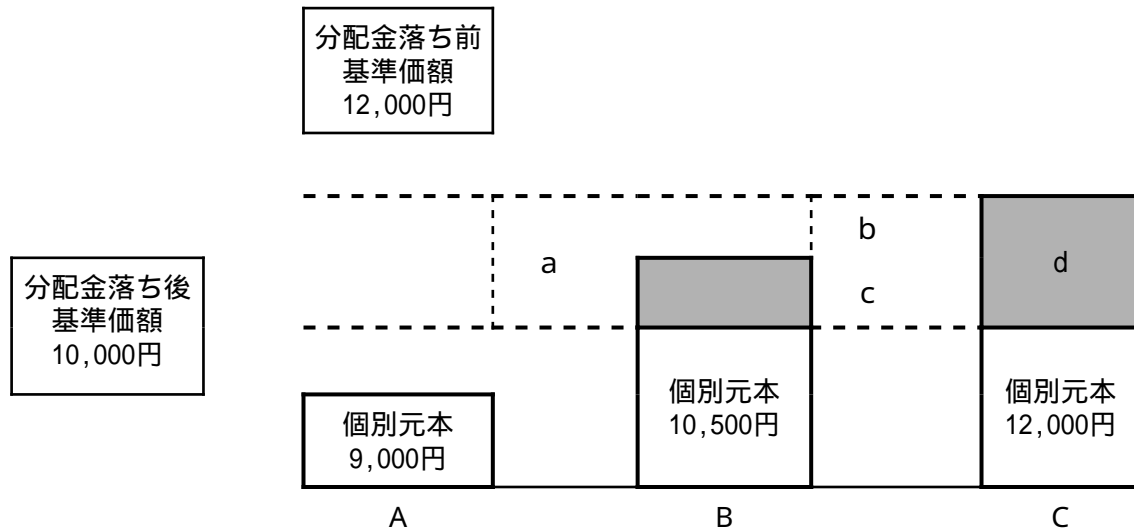 分配金落ち前
基準価額
12,000円
a
b
c
d
分配金落ち後
基準価額
10,000円
個別元本
9,000円
個別元本
10,500円
個別元本
12,000円
A
B
C